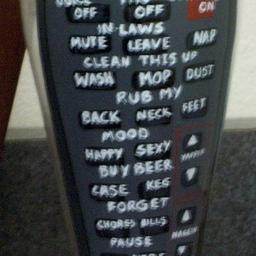 OFF OFF ON
IN-LAWS
MUTE LEAVE NAP
CLEAN THIS UP
WASH MOP DUST
RUB MY
BACK NECK FEET
MOOD
HAPPY SEXY
BUY BEER
CASE KEG
FORGET
CHORES BILLS
PAUSE